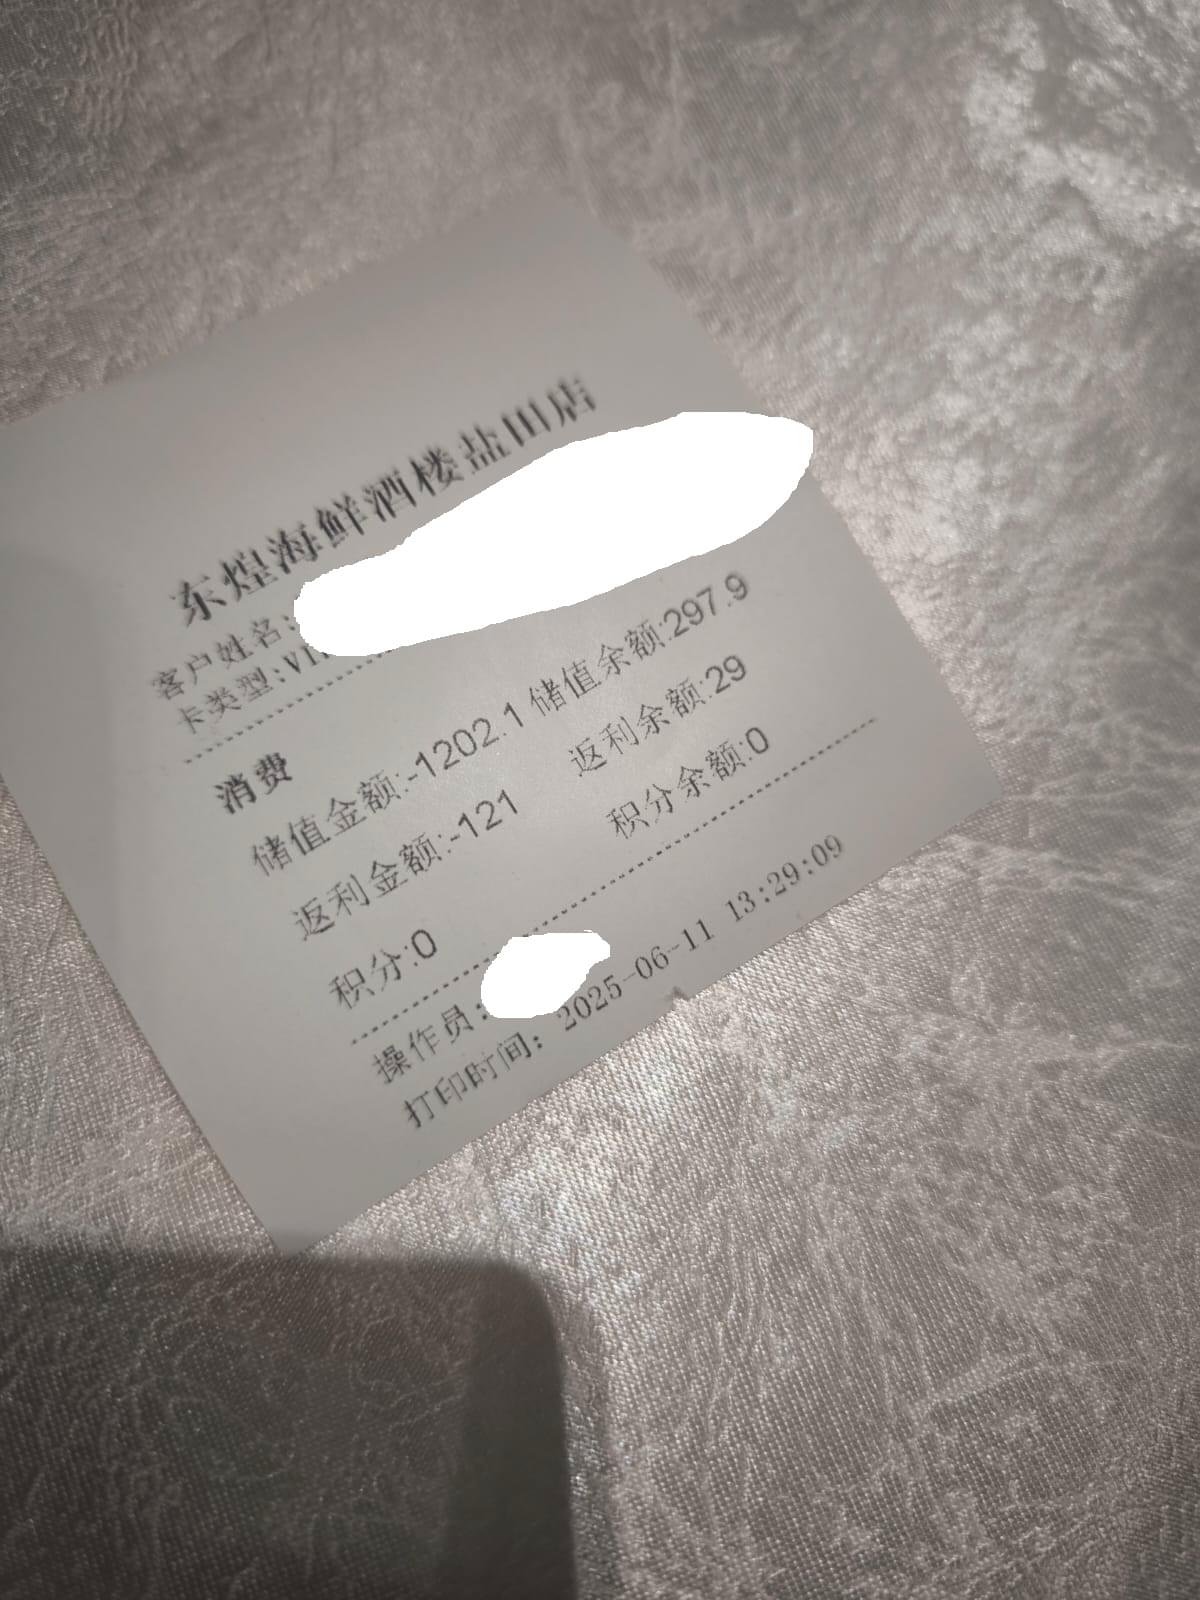 东煌海鲜酒楼盐田店
客户姓名:
卡类型:VI
消费
储值金额:-1202.1 储值余额:297.9
返利金额:-121 返利余额:29
积分:0 积分余额:0
操作员:
打印时间: 2025-06-11 13:29:09